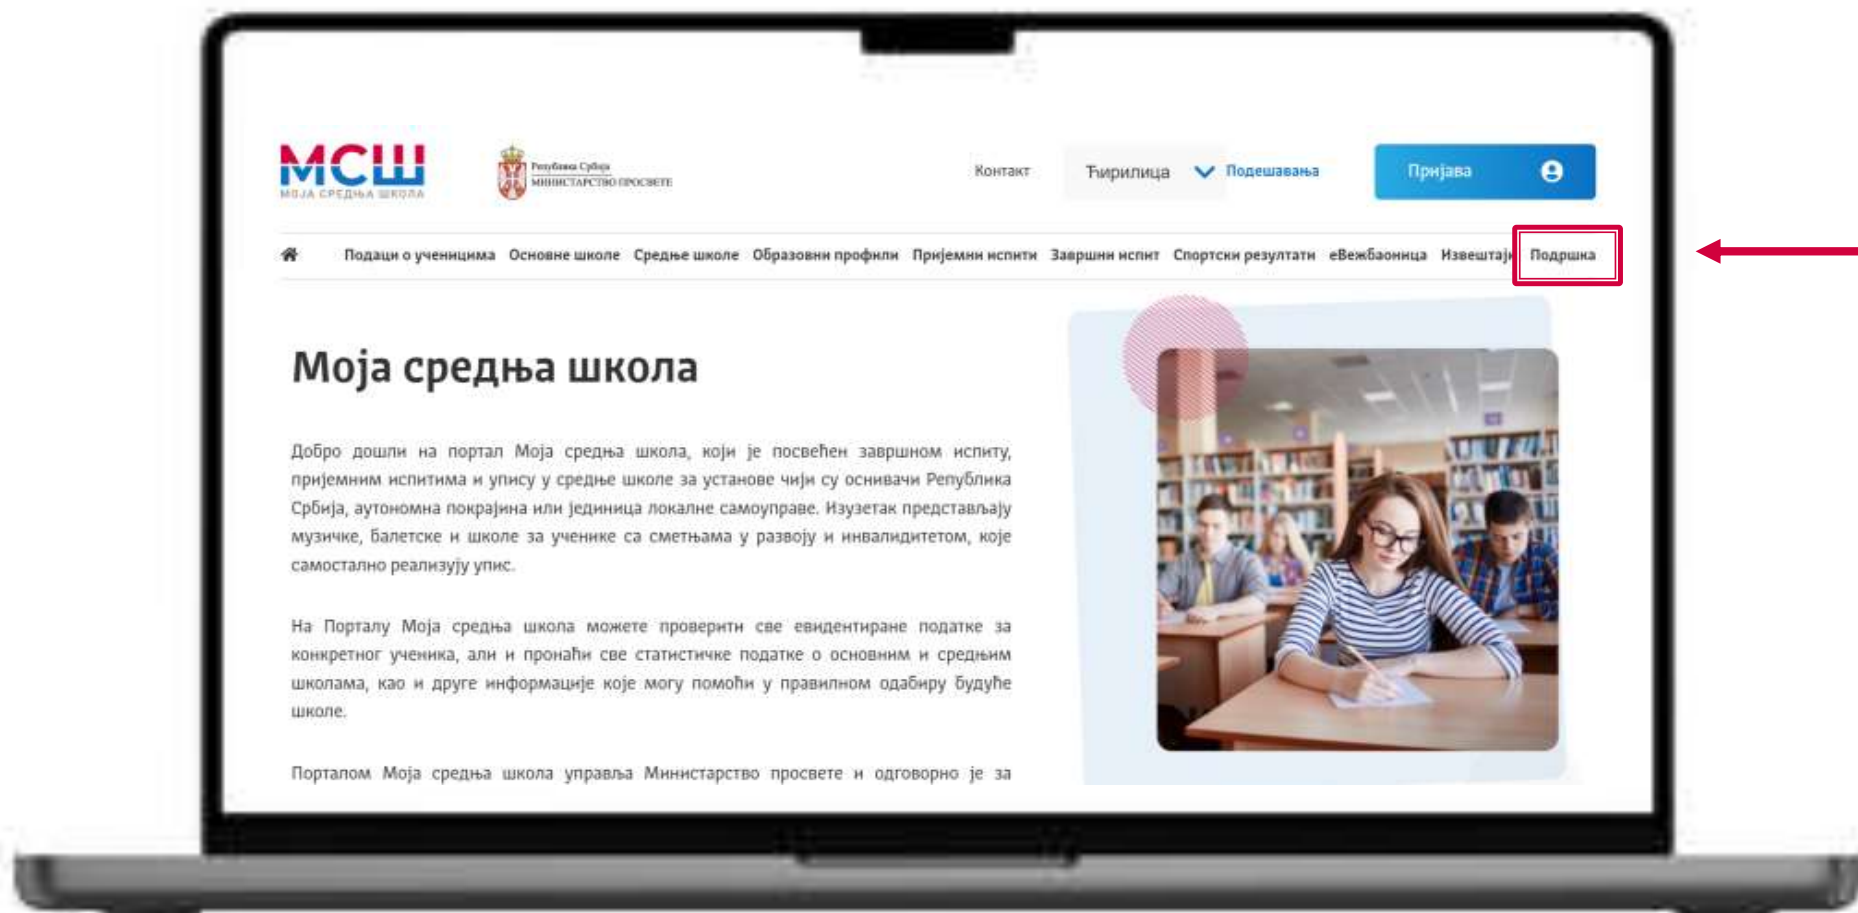 МСШ
МОЈА СРЕДЊА ШКОЛА
Република Србија
МИНИСТАРСТВО ПРОСВЕТЕ
Контакт
Ћирилица
Подешавања
Пријава
Подаци о ученицима Основне школе Средње школе Образовни профили Пријемни испити Завршни испит Спортски резултати еВежбаоница Извештаји Подршка
Моја средња школа
Добро дошли на портал Моја средња школа, који је посвећен завршном испиту,
пријемним испитима и упису у средње школе за установе чији су оснивачи Република
Србија, аутономна покрајина или јединица локалне самоуправе. Изузетак представљају
музичке, балетске и школе за ученике са сметњама у развоју и инвалидитетом, које
самостално реализују упис.
На Порталу Моја средња школа можете проверити све евидентиране податке за
конкретног ученика, али и пронаћи све статистичке податке о основним и средњим
школама, као и друге информације које могу помоћи у правилном одабиру будуће
школе.
Порталом Моја средња школа управља Министарство просвете и одговорно је за